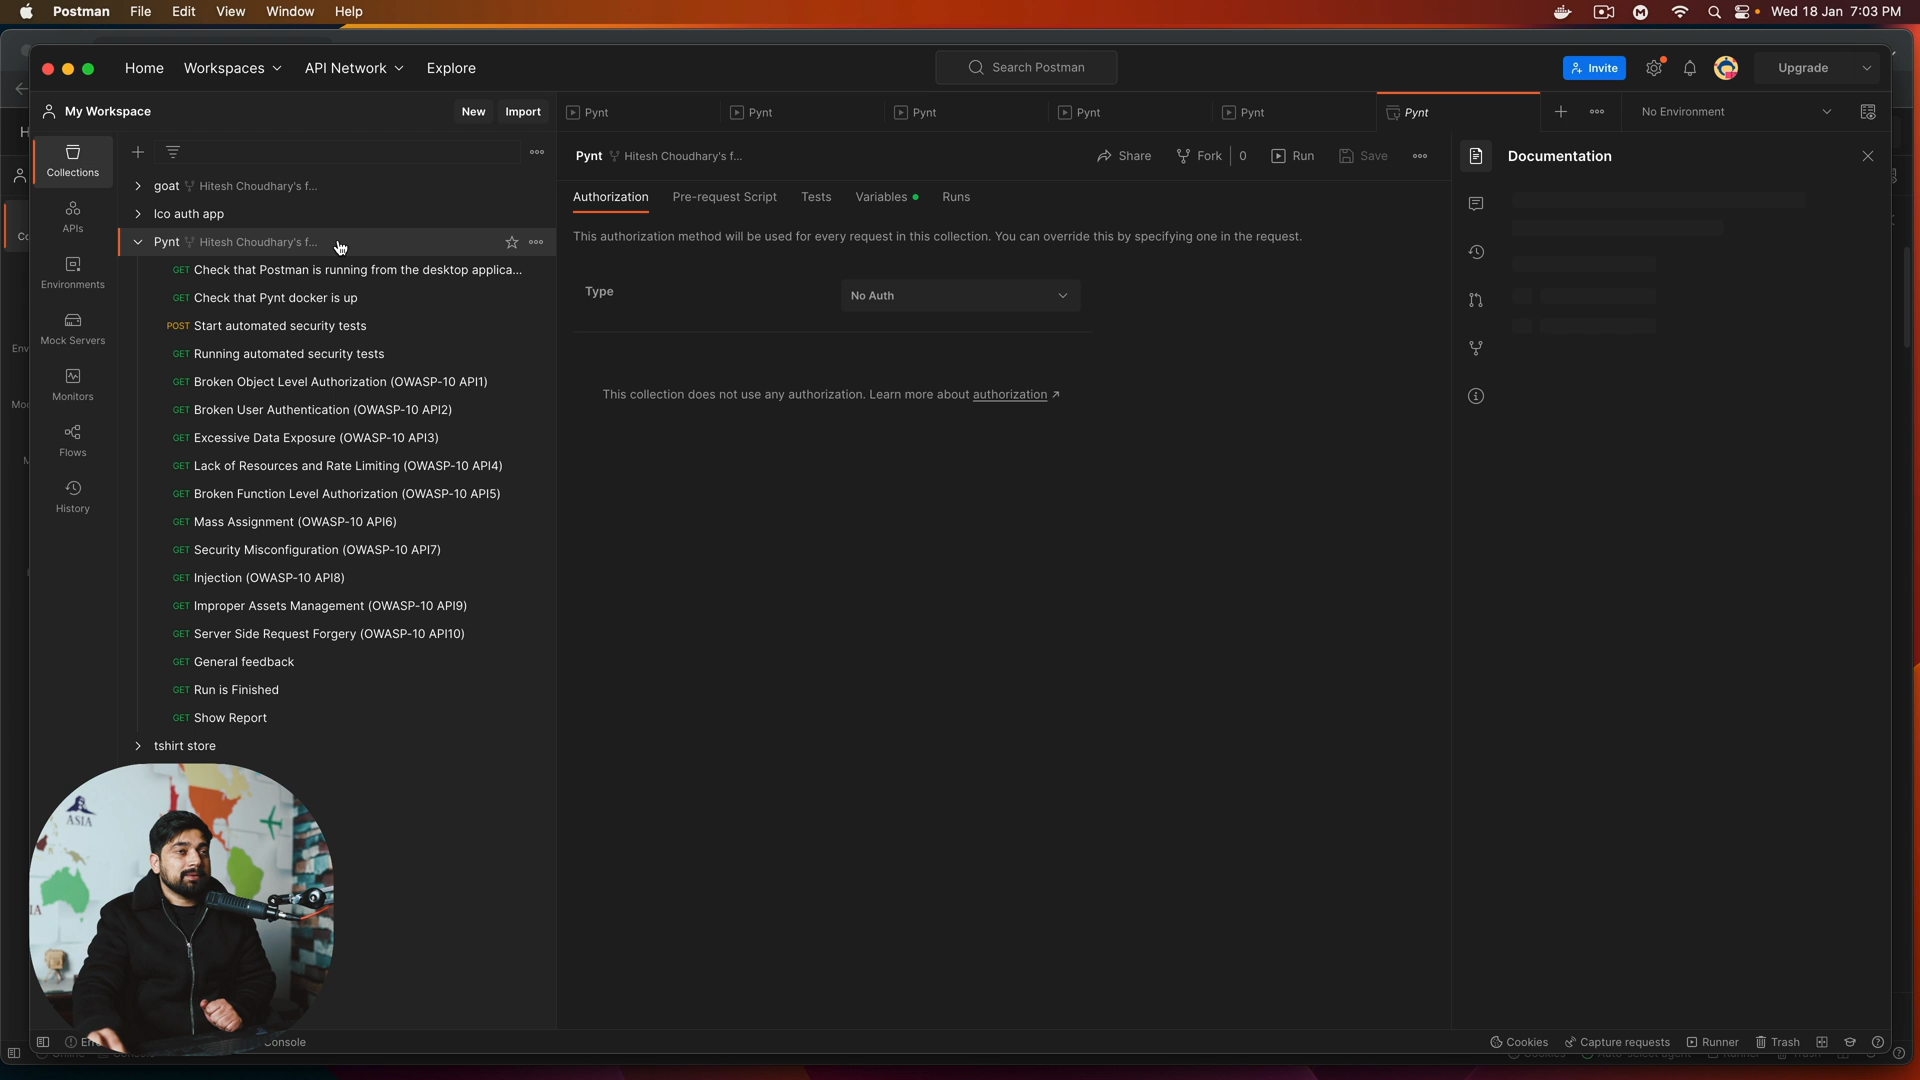 Postman File Edit View Window Help
Wed 18 Jan 7:03 PM
Home Workspaces API Network Explore
Search Postman
Invite
Upgrade
My Workspace
New Import
Pynt
Pynt
Pynt
Pynt
Pynt
Pynt
No Environment
Collections
APIs
Environments
Mock Servers
Monitors
Flows
History
goat Hitesh Choudhary's f...
lco auth app
Pynt Hitesh Choudhary's f...
GET Check that Postman is running from the desktop applica...
GET Check that Pynt docker is up
POST Start automated security tests
GET Running automated security tests
GET Broken Object Level Authorization (OWASP-10 API1)
GET Broken User Authentication (OWASP-10 API2)
GET Excessive Data Exposure (OWASP-10 API3)
GET Lack of Resources and Rate Limiting (OWASP-10 API4)
GET Broken Function Level Authorization (OWASP-10 API5)
GET Mass Assignment (OWASP-10 API6)
GET Security Misconfiguration (OWASP-10 API7)
GET Injection (OWASP-10 API8)
GET Improper Assets Management (OWASP-10 API9)
GET Server Side Request Forgery (OWASP-10 API10)
GET General feedback
GET Run is Finished
GET Show Report
tshirt store
Pynt Hitesh Choudhary's f...
Share Fork 0 Run Save
Authorization Pre-request Script Tests Variables Runs
This authorization method will be used for every request in this collection. You can override this by specifying one in the request.
Type
No Auth
This collection does not use any authorization. Learn more about authorization
Documentation
ASIA
Console
Cookies Capture requests Runner Trash